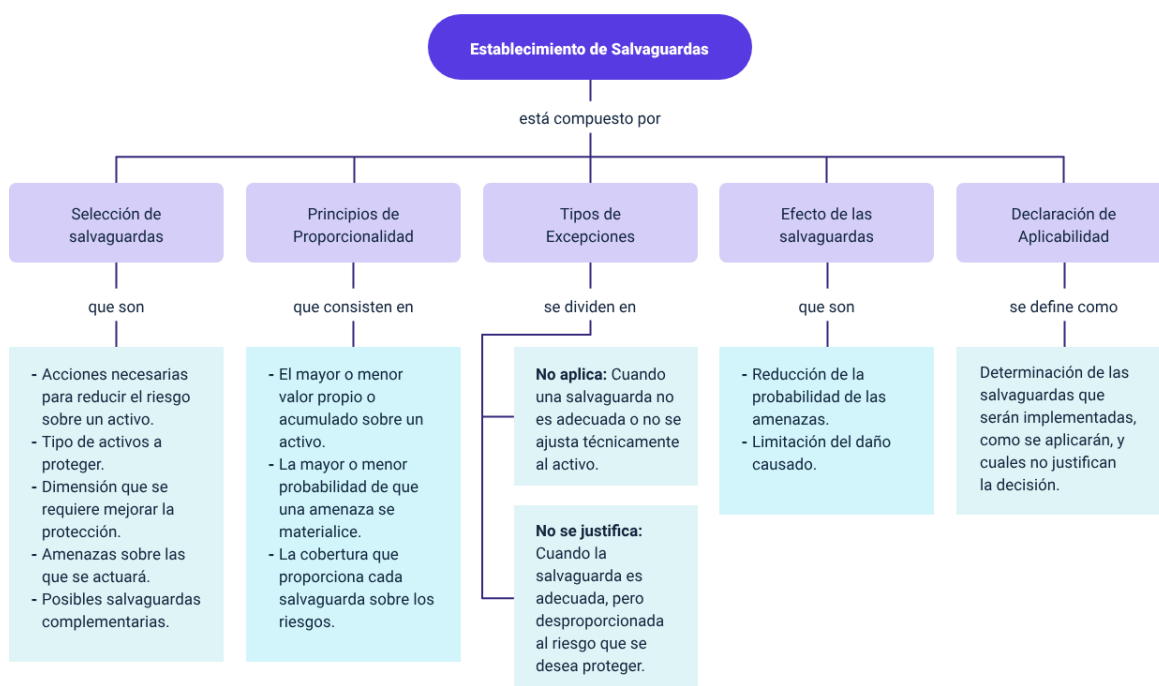 Establecimiento de Salvaguardas
está compuesto por
Selección de
salvaguardas
que son
- Acciones necesarias
para reducir el riesgo
sobre un activo.
- Tipo de activos a
proteger.
- Dimensión que se
requiere mejorar la
protección.
- Amenazas sobre las
que se actuará.
- Posibles salvaguardas
complementarias.
Principios de
Proporcionalidad
que consisten en
- El mayor o menor
valor propio o
acumulado sobre un
activo.
- La mayor o menor
probabilidad de que
una amenaza se
materialice.
- La cobertura que
proporciona cada
salvaguarda sobre los
riesgos.
Tipos de
Excepciones
se dividen en
No aplica: Cuando
una salvaguarda no
es adecuada o no se
ajusta técnicamente
al activo.
No se justifica:
Cuando la
salvaguarda es
adecuada, pero
desproporcionada
al riesgo que se
desea proteger.
Efecto de las
salvaguardas
que son
- Reducción de la
probabilidad de las
amenazas.
- Limitación del daño
causado.
Declaración de
Aplicabilidad
se define como
Determinación de las
salvaguardas que
serán implementadas,
como se aplicarán, y
cuales no justifican
la decisión.